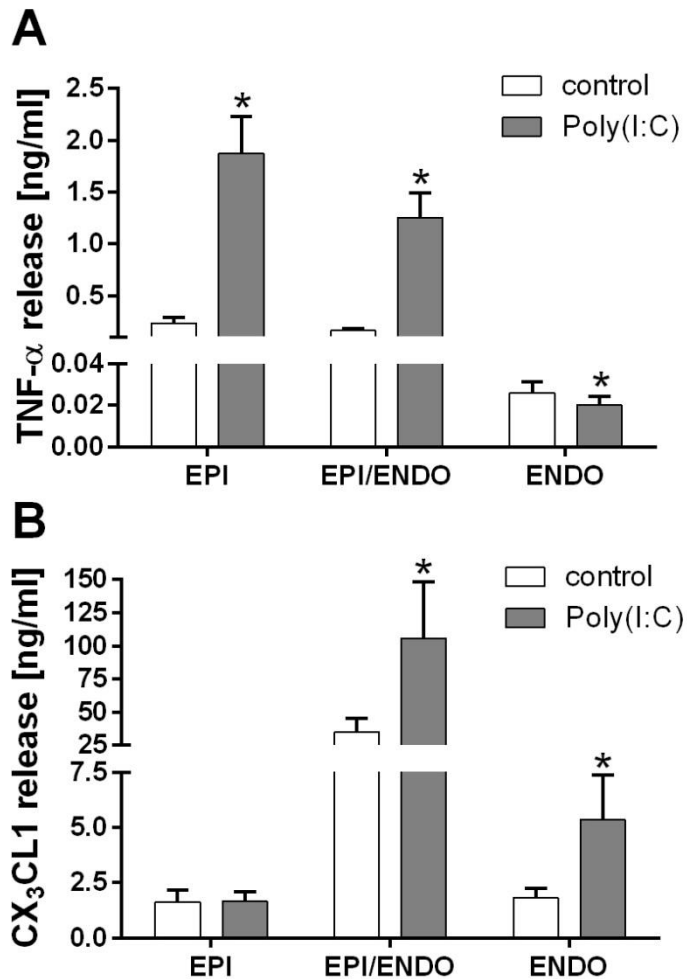 A
TNF-α release [ng/ml]
2.5
2.0
1.5
1.0
0.5
0.04
0.02
0.00
control
Poly(I:C)
*
*
*
EPI
EPI/ENDO
ENDO
B
CX₃CL1 release [ng/ml]
150
125
100
75
50
25
7.5
5.0
2.5
0.0
control
Poly(I:C)
*
*
EPI
EPI/ENDO
ENDO